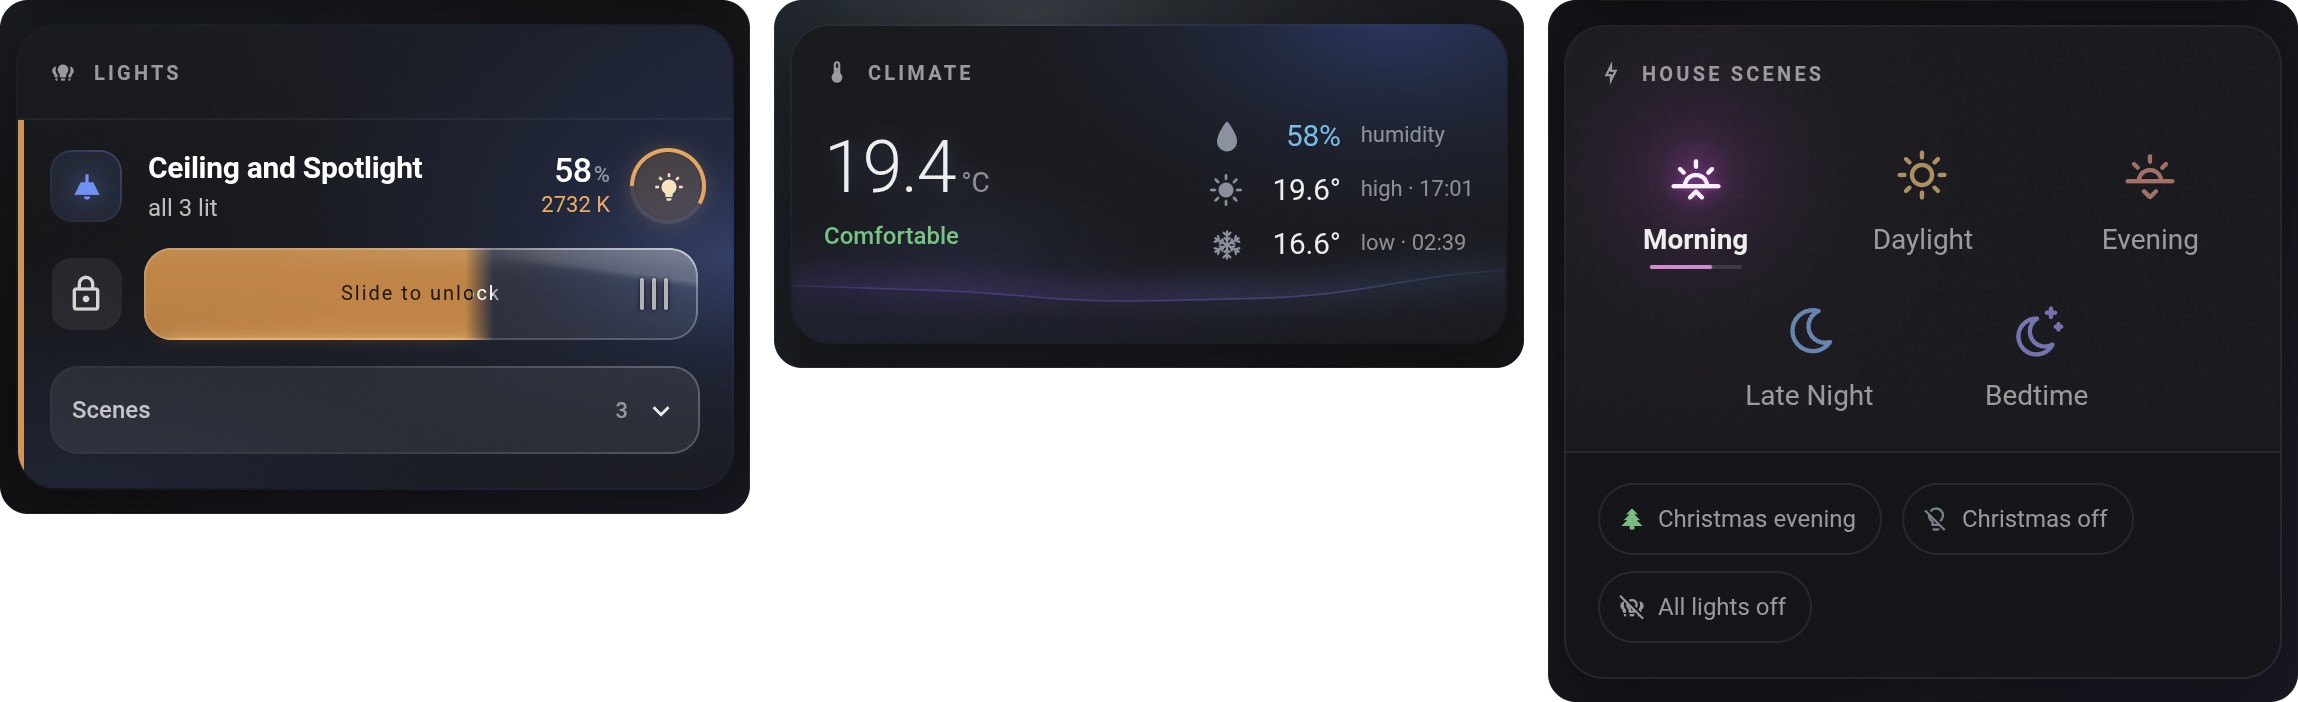 LIGHTS
Ceiling and Spotlight
all 3 lit
58%
2732 K
Slide to unlock
Scenes
3
CLIMATE
19.4 °C
Comfortable
58% humidity
19.6° high · 17:01
16.6° low · 02:39
HOUSE SCENES
Morning
Daylight
Evening
Late Night
Bedtime
Christmas evening
Christmas off
All lights off